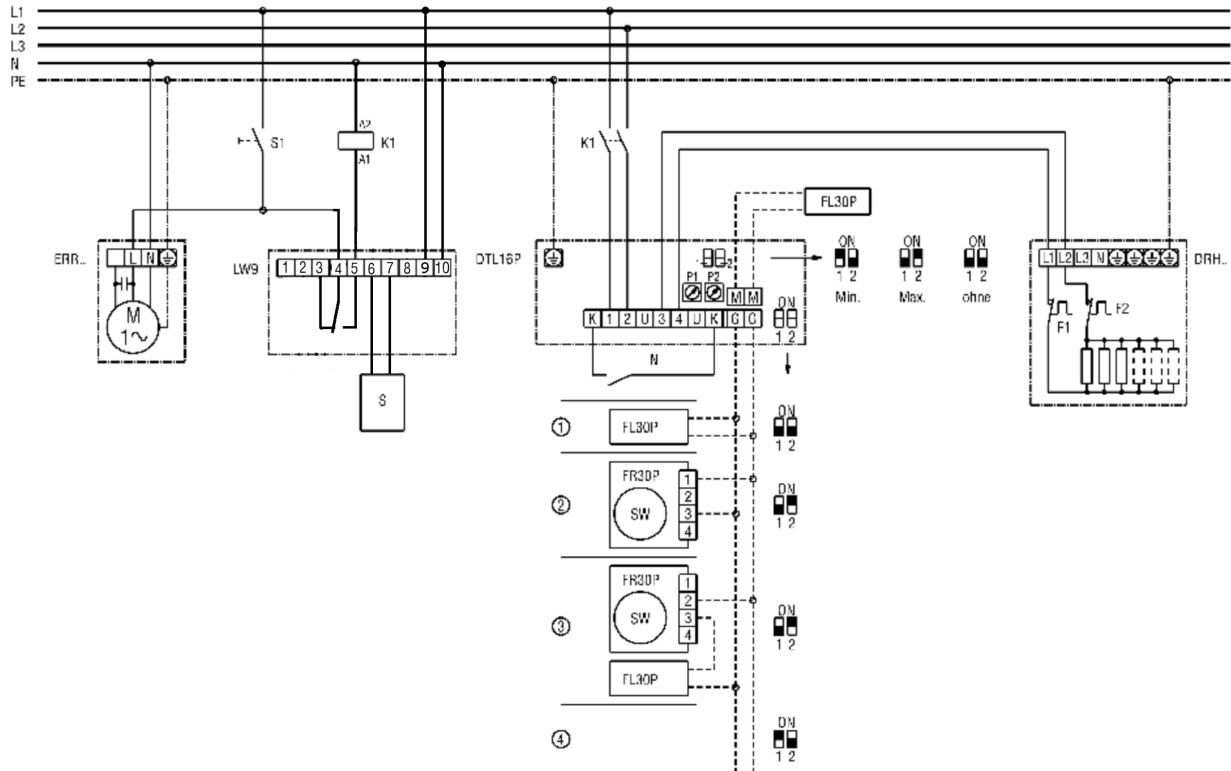 L1
L2
L3
N
PE
S1
A2
K1
A1
K1
FL30P
ERR..
L N
M
1~
LW9
1 2 3 4 5 6 7 8 9 10
S
DTL16P
1 2
P1 P2
M M
K 1 2 U 3 4 U K G G
ON
1 2
N
ON
1 2
Min.
ON
1 2
Max.
ON
1 2
ohne
L1 L2 L3 N
DRH..
F1
F2
① FL30P
ON
1 2
② FR30P
SW
1
2
3
4
ON
1 2
③ FR30P
SW
1
2
3
4
FL30P
ON
1 2
④
ON
1 2